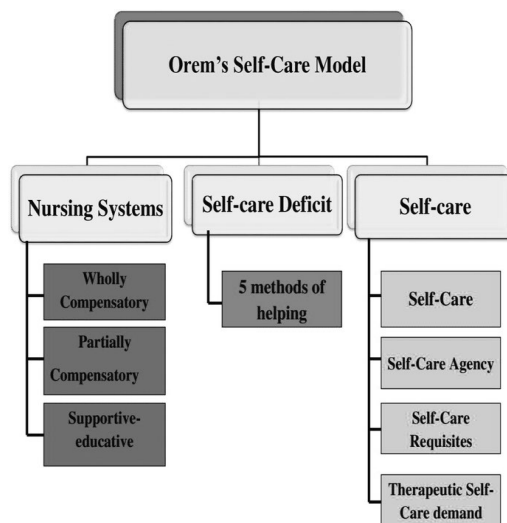 Orem's Self-Care Model
Nursing Systems
Wholly
Compensatory
Partially
Compensatory
Supportive-
educative
Self-care Deficit
5 methods of
helping
Self-care
Self-Care
Self-Care Agency
Self-Care
Requisites
Therapeutic Self-
Care demand